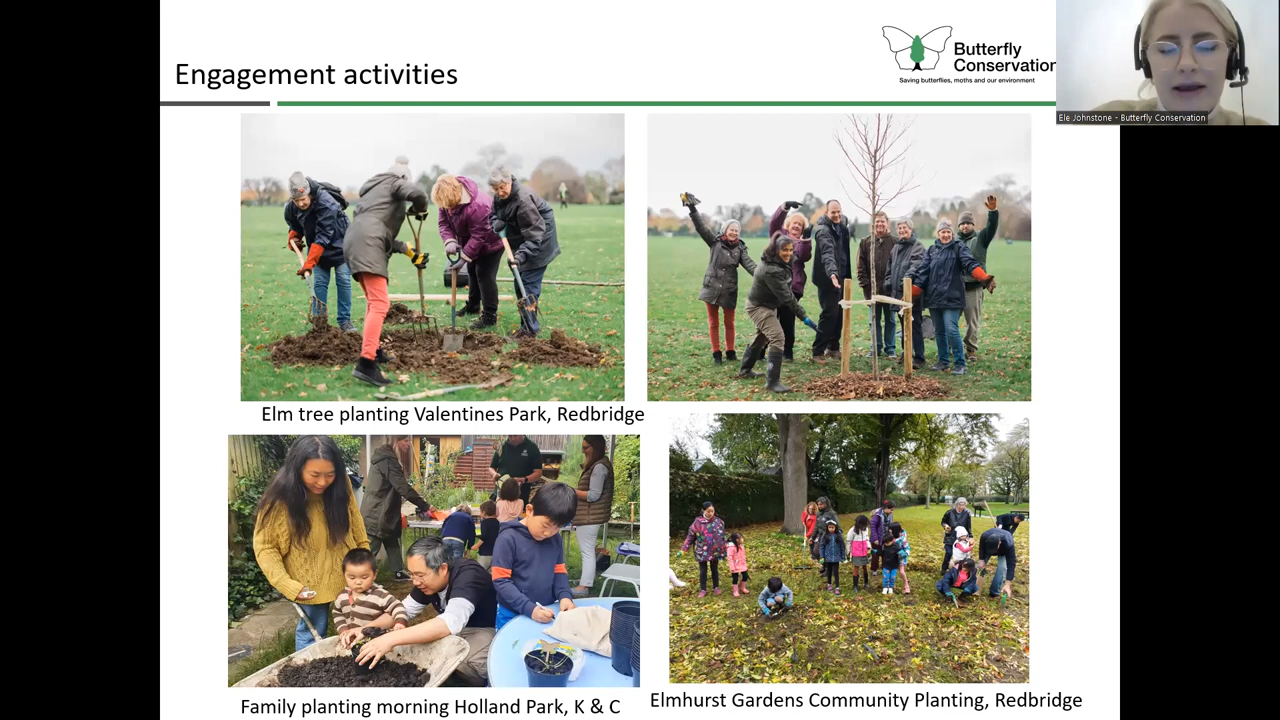 Engagement activities
Butterfly
Conservation
Saving butterflies, moths and our environment
Ele Johnstone - Butterfly Conservation
Elm tree planting Valentines Park, Redbridge
Family planting morning Holland Park, K & C
Elmhurst Gardens Community Planting, Redbridge